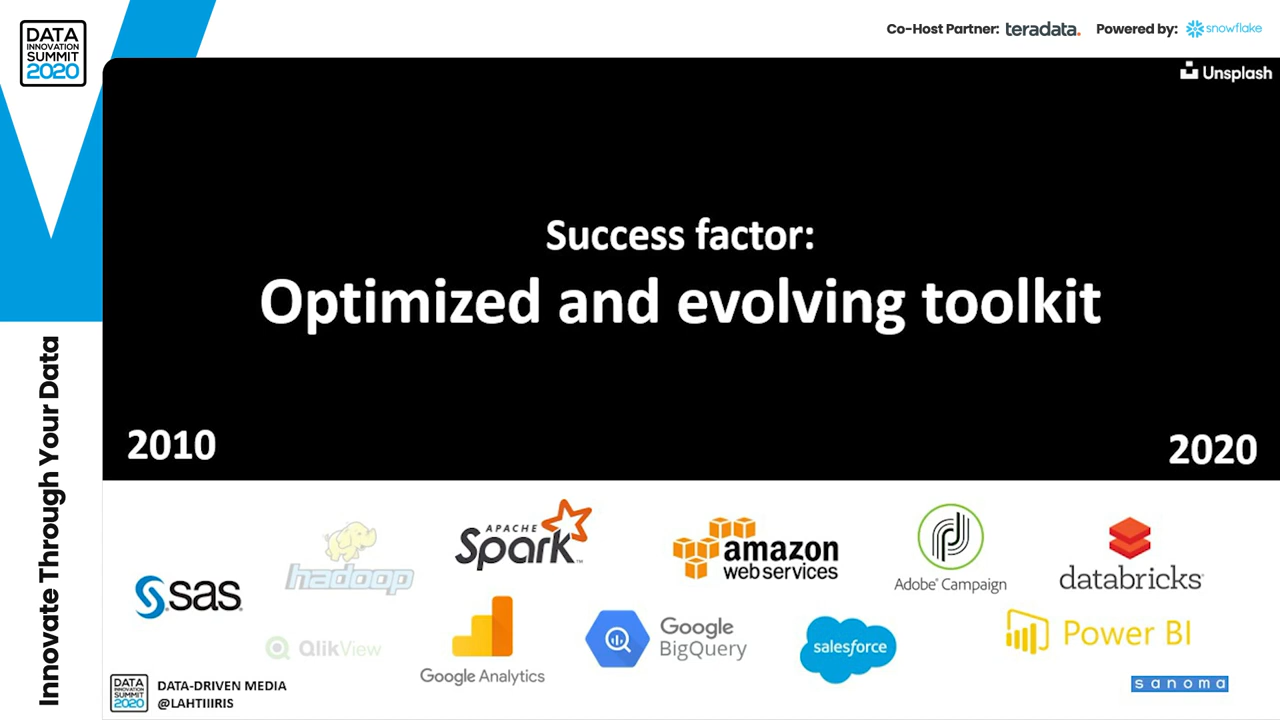 DATA
INNOVATION
SUMMIT
2020
Co-Host Partner: teradata. Powered by: snowflake
Unsplash
Success factor:
Optimized and evolving toolkit
2010
2020
Innovate Through Your Data
sas
hadoop
APACHE
Spark™
amazon
web services
Adobe® Campaign
databricks
QlikView
Google Analytics
Google
BigQuery
salesforce
Power BI
DATA
INNOVATION
SUMMIT
2020
DATA-DRIVEN MEDIA
@LAHTIIIRIS
sanoma